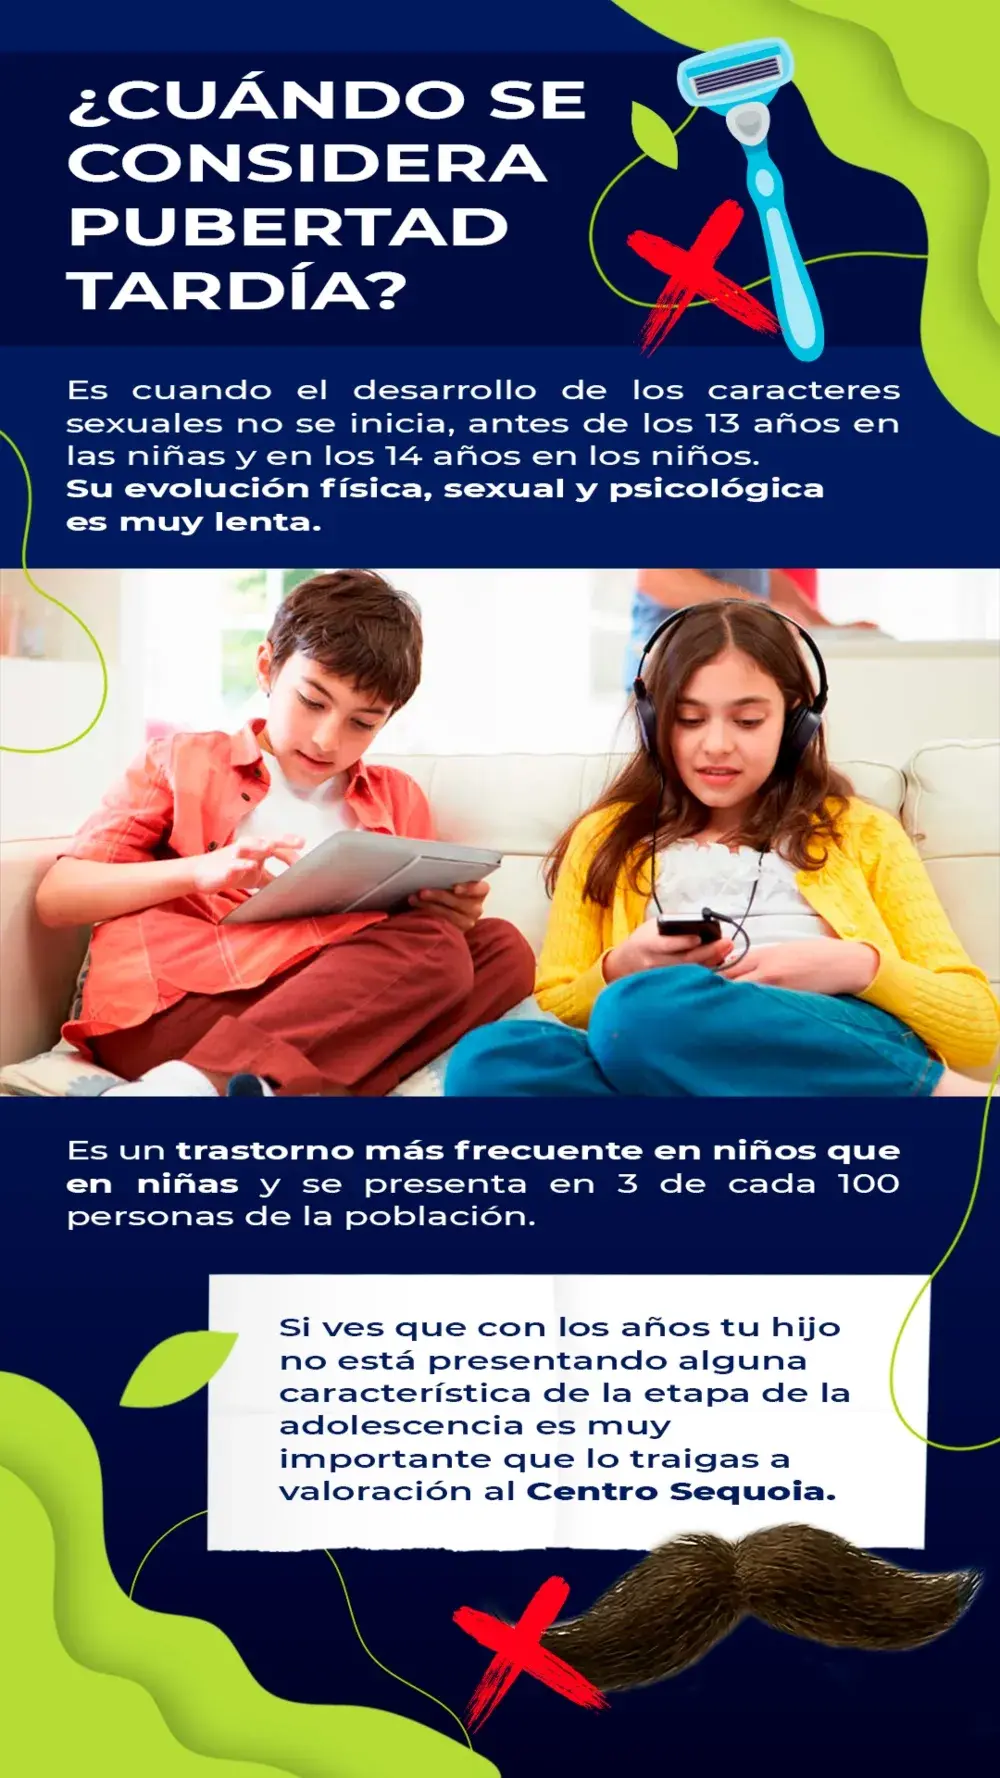 ¿CUÁNDO SE
CONSIDERA
PUBERTAD
TARDÍA?
Es cuando el desarrollo de los caracteres
sexuales no se inicia, antes de los 13 años en
las niñas y en los 14 años en los niños.
Su evolución física, sexual y psicológica
es muy lenta.
Es un trastorno más frecuente en niños que
en niñas y se presenta en 3 de cada 100
personas de la población.
Si ves que con los años tu hijo
no está presentando alguna
característica de la etapa de la
adolescencia es muy
importante que lo traigas a
valoración al Centro Sequoia.